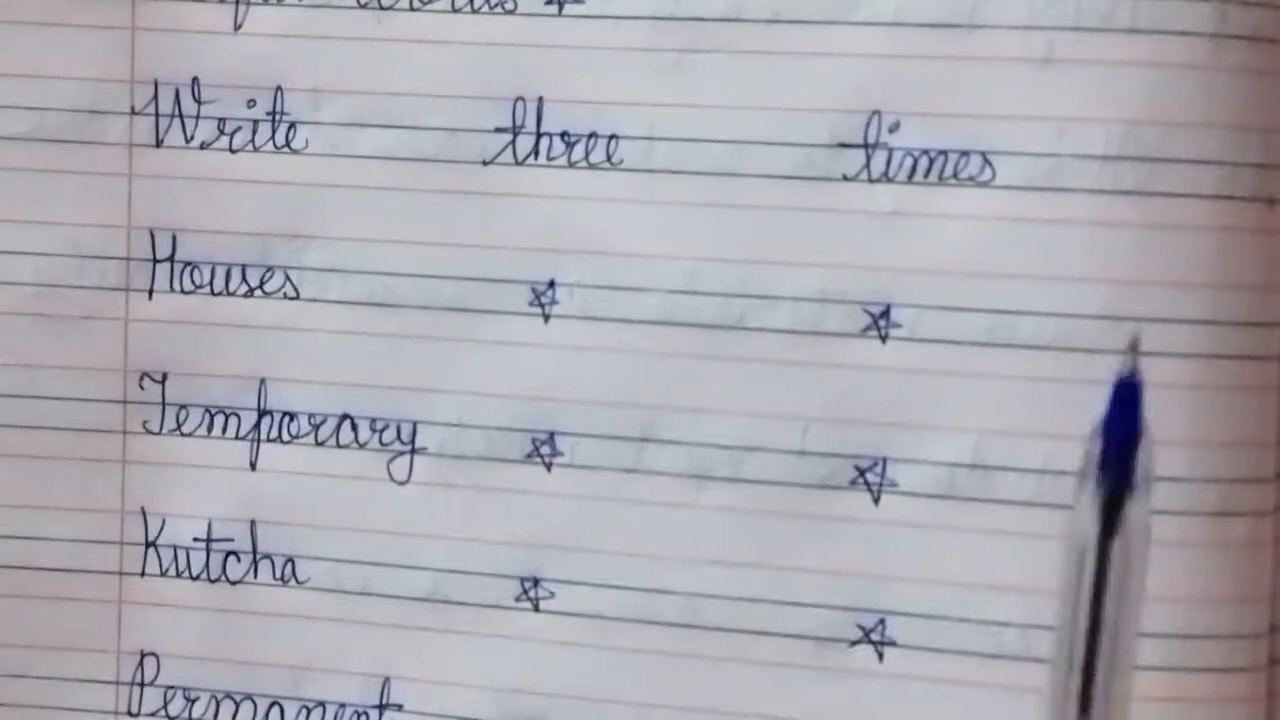 Write three times
Houses
Temporary
Kutcha
Permanent